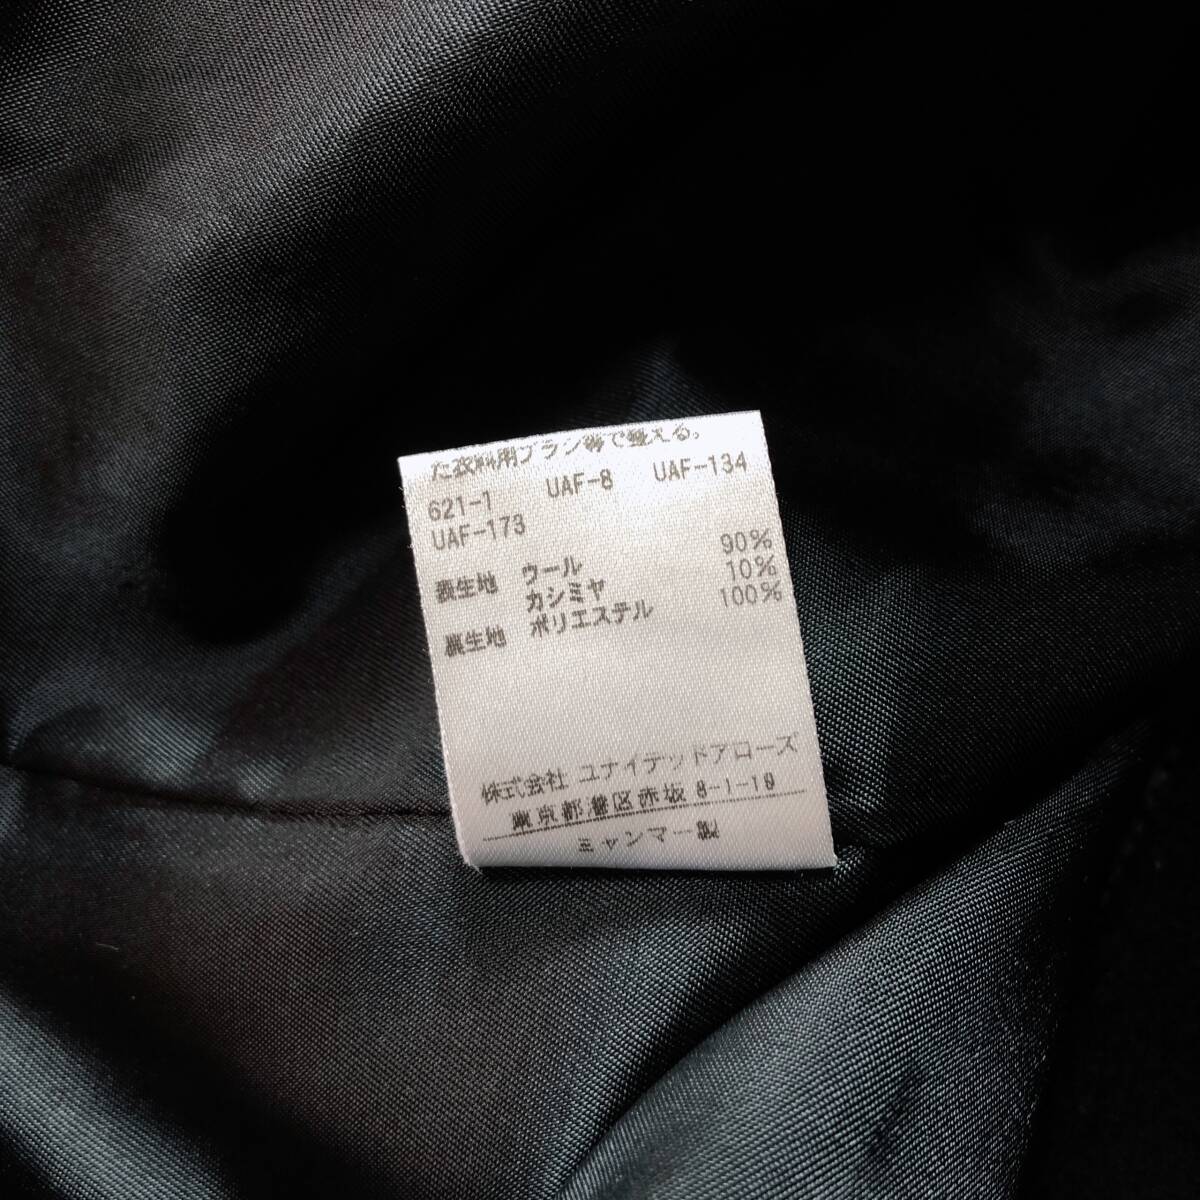 た衣料用ブラシ等で整える。
621-1 UAF-8 UAF-134
UAF-173
表生地 ウール 90%
カシミヤ 10%
裏生地 ポリエステル 100%
株式会社 ユナイテッドアローズ
東京都港区赤坂 8-1-19
ミャンマー製